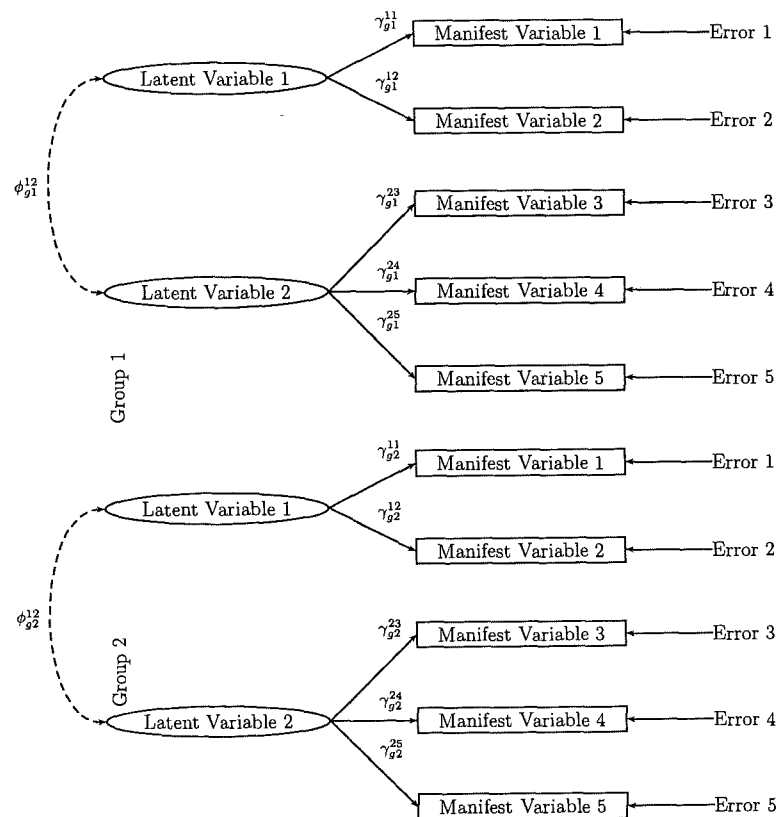 γ_{g1}^{11}
Manifest Variable 1
Error 1
Latent Variable 1
γ_{g1}^{12}
Manifest Variable 2
Error 2
ϕ_{g1}^{12}
γ_{g1}^{23}
Manifest Variable 3
Error 3
Latent Variable 2
γ_{g1}^{24}
Manifest Variable 4
Error 4
γ_{g1}^{25}
Manifest Variable 5
Error 5
Group 1
γ_{g2}^{11}
Manifest Variable 1
Error 1
Latent Variable 1
γ_{g2}^{12}
Manifest Variable 2
Error 2
ϕ_{g2}^{12}
γ_{g2}^{23}
Manifest Variable 3
Error 3
Group 2
Latent Variable 2
γ_{g2}^{24}
Manifest Variable 4
Error 4
γ_{g2}^{25}
Manifest Variable 5
Error 5